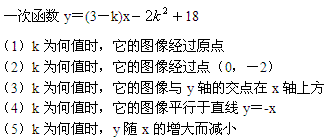 一次函数 y＝(3－k)x－2k²＋18
（1）k 为何值时，它的图像经过原点
（2）k 为何值时，它的图像经过点（0，－2）
（3）k 为何值时，它的图像与 y 轴的交点在 x 轴上方
（4）k 为何值时，它的图像平行于直线 y＝-x
（5）k 为何值时，y 随 x 的增大而减小